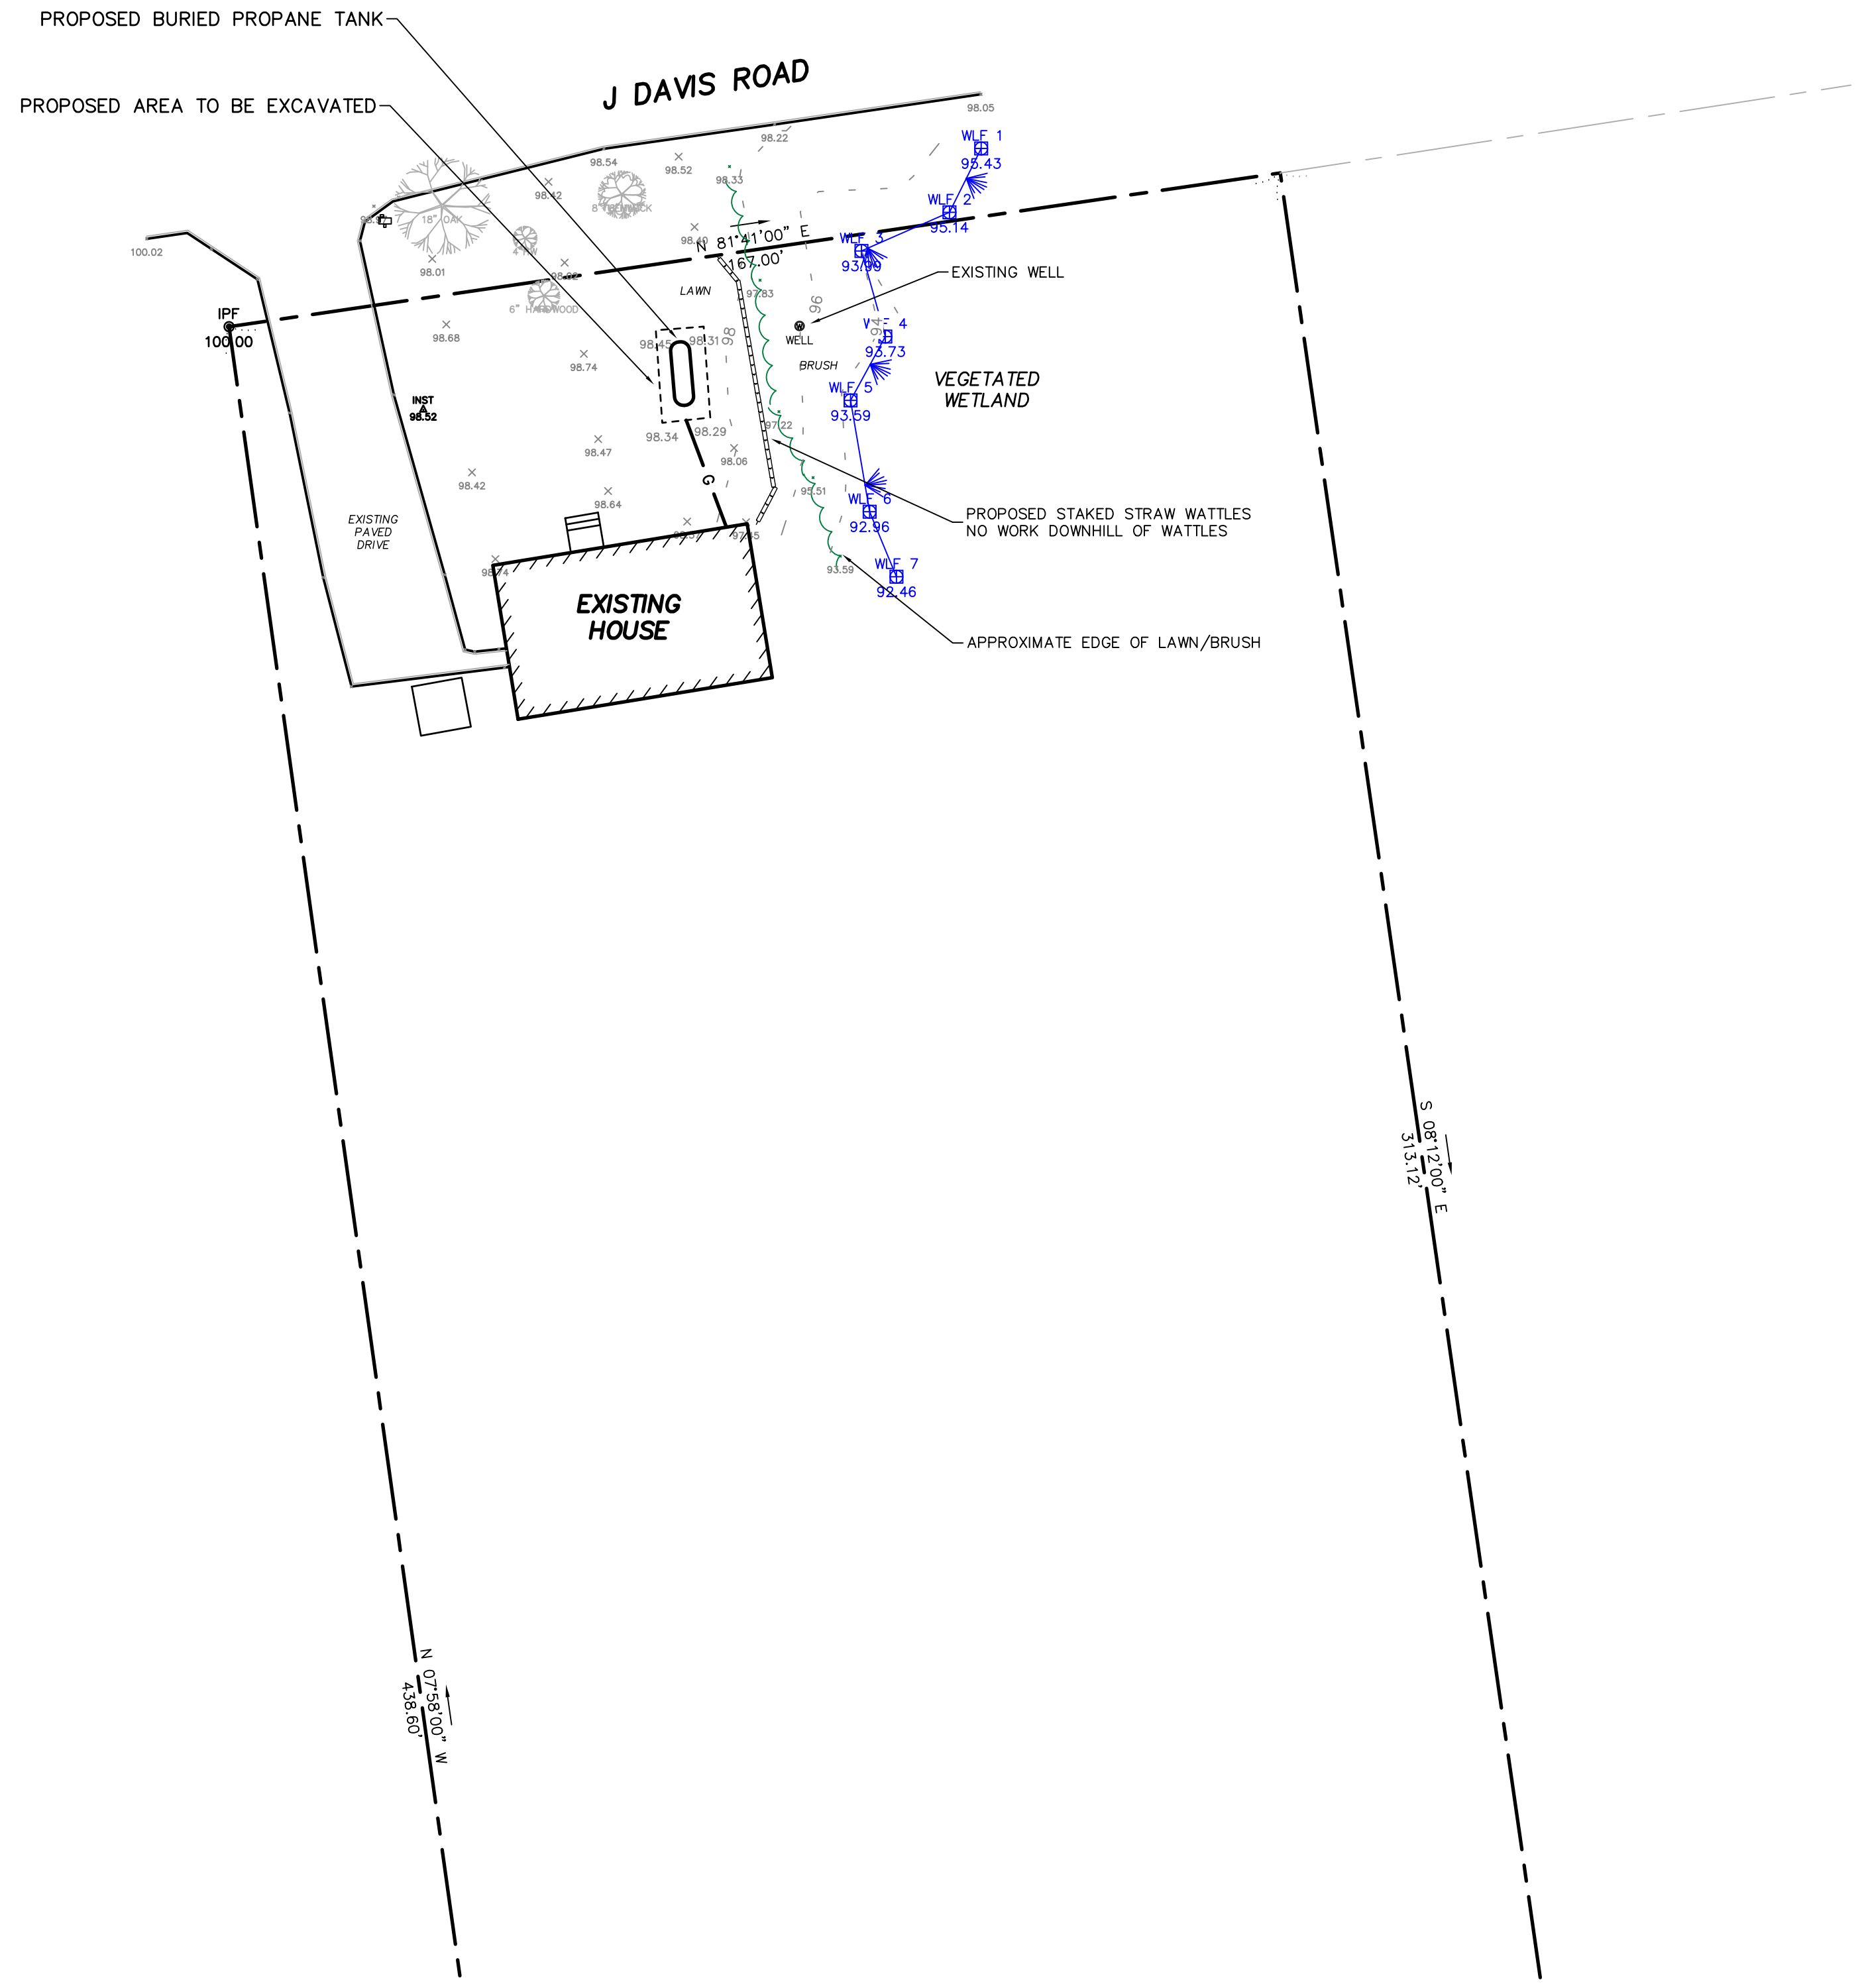 PROPOSED BURIED PROPANE TANK
J DAVIS ROAD
PROPOSED AREA TO BE EXCAVATED
98.05
WLF 1
98.22
98.54
98.52
95.43
98.33
98.42
WLF 2
18" OAK
95.14
N 81°41'00" E
167.00'
WLF 3
93.99
100.02
98.01
EXISTING WELL
LAWN
97.83
6" HARDWOOD
96
IPF
100.00
98.68
98
94
4
WELL
98.45
98.31
93.73
98.74
BRUSH
VEGETATED
WETLAND
WLF 5
93.59
INST
98.52
97.22
98.34
98.29
98.47
98.06
98.42
G
95.51
98.64
WLF 6
92.96
PROPOSED STAKED STRAW WATTLES
NO WORK DOWNHILL OF WATTLES
EXISTING
PAVED
DRIVE
WLF 7
92.46
93.59
98.74
EXISTING
HOUSE
APPROXIMATE EDGE OF LAWN/BRUSH
S 08°12'00" E
313.12'
N 07°58'00" W
438.60'